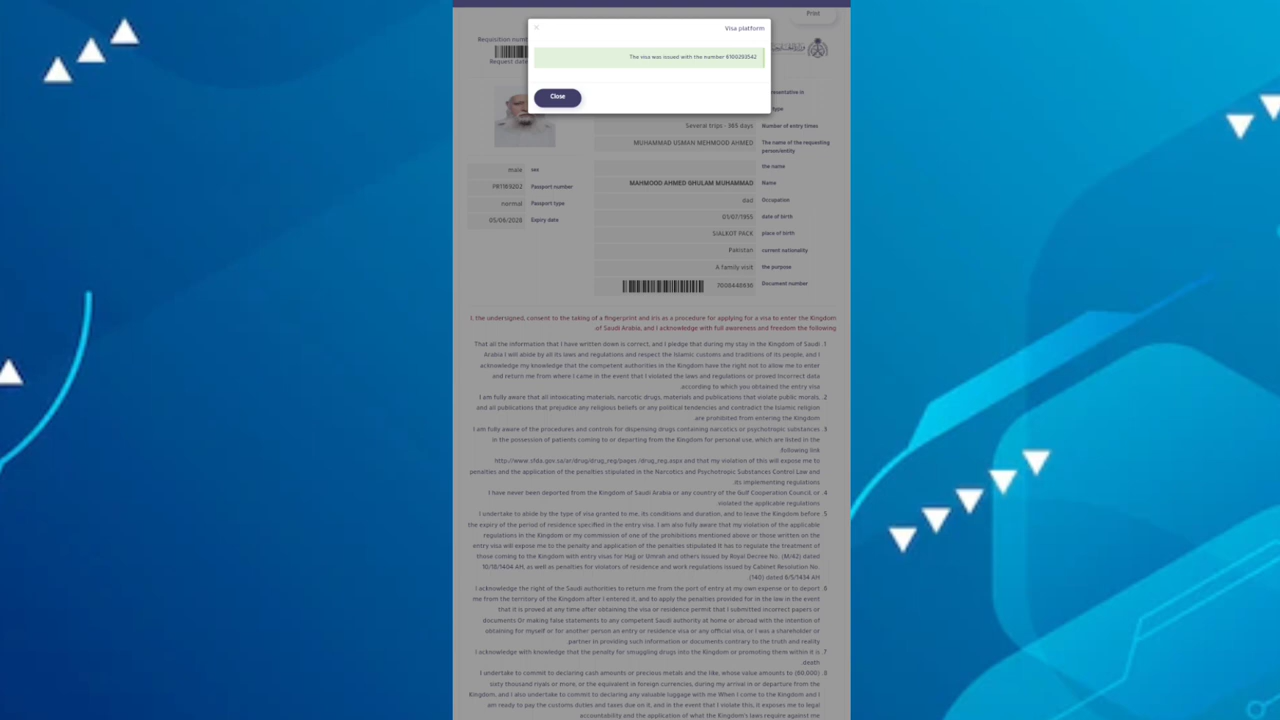 Print
Visa platform
The visa was issued with the number 6100293542
Close
Request date
Several trips - 365 days
Number of entry times
MUHAMMAD USMAN MEHMOOD AHMED
The name of the requesting
person/entity
the name
MAHMOOD AHMED GHULAM MUHAMMAD
Name
dad
Occupation
01/07/1955
date of birth
SIALKOT PACK
place of birth
Pakistan
current nationality
A family visit
the purpose
7608448636
Document number
male
sex
Passport number
normal
Passport type
05/06/2028
Expiry date
I, the undersigned, consent to the taking of a fingerprint and iris as a procedure for applying for a visa to enter the Kingdom
.of Saudi Arabia, and I acknowledge with full awareness and freedom the following
That all the information that I have written down is correct, and I pledge that during my stay in the Kingdom of Saudi .1
Arabia I will abide by all its laws and regulations and respect the Islamic customs and traditions of its people, and I
acknowledge my knowledge that the competent authorities in the Kingdom have the right not to allow me to enter
and return me from where I came in the event that I violated the laws and regulations or proved incorrect data
.according to which you obtained the entry visa
I am fully aware that all intoxicating materials, narcotic drugs, materials and publications that violate public morals, .2
and all publications that prejudice any religious beliefs or any political tendencies and contradict the Islamic religion
.are prohibited from entering the Kingdom
I am fully aware of the procedures and controls for dispensing drugs containing narcotics or psychotropic substances .3
in the possession of patients coming to or departing from the Kingdom for personal use, which are listed in the
:following link
http://www.sfda.gov.sa/ar/drug/drug_reg/pages /drug_reg.aspx and that my violation of this will expose me to
penalties and the application of the penalties stipulated in the Narcotics and Psychotropic Substances Control Law and
.its implementing regulations
I have never been deported from the Kingdom of Saudi Arabia or any country of the Gulf Cooperation Council or .4
.violated the applicable regulations
I undertake to abide by the type of visa granted to me, its conditions and duration, and to leave the Kingdom before .5
the expiry of the period of residence specified in the entry visa. I am also fully aware that my violation of the applicable
regulations in the Kingdom or my commission of one of the prohibitions mentioned above or those written on the
entry visa will expose me to the penalty and application of the penalties stipulated It has to regulate the treatment of
those coming to the Kingdom with entry visas for Hajj or Umrah and others issued by Royal Decree No. (M/42) dated
10/18/1404 AH, as well as penalties for violators of residence and work regulations issued by Cabinet Resolution No.
(140) dated 6/5/1434 AH
I acknowledge the right of the Saudi authorities to return me from the port of entry at my own expense or to deport .6
me from the territory of the Kingdom after I entered it, and to apply the penalties provided for in the law in the event
that it is proved at any time after obtaining the visa or residence permit that I submitted incorrect papers or
documents Or making false statements to any competent Saudi authority at home or abroad with the intention of
obtaining for myself or for another person an entry or residence visa or any official visa, or I was a shareholder or
.partner in providing such information or documents contrary to the truth and reality
I acknowledge with knowledge that the penalty for smuggling drugs into the Kingdom or promoting them within it is .7
.death
I undertake to commit to declaring cash amounts or precious metals and the like, whose value amounts to (60,000) .8
sixty thousand riyals or more, or the equivalent in foreign currencies, during my arrival in or departure from the
Kingdom, and I also undertake to commit to declaring any valuable luggage with me When I come to the Kingdom and I
am ready to pay the customs duties and taxes due on it, and in the event that I violate this, it exposes me to legal
accountability and the application of what the Kingdom's laws require against me